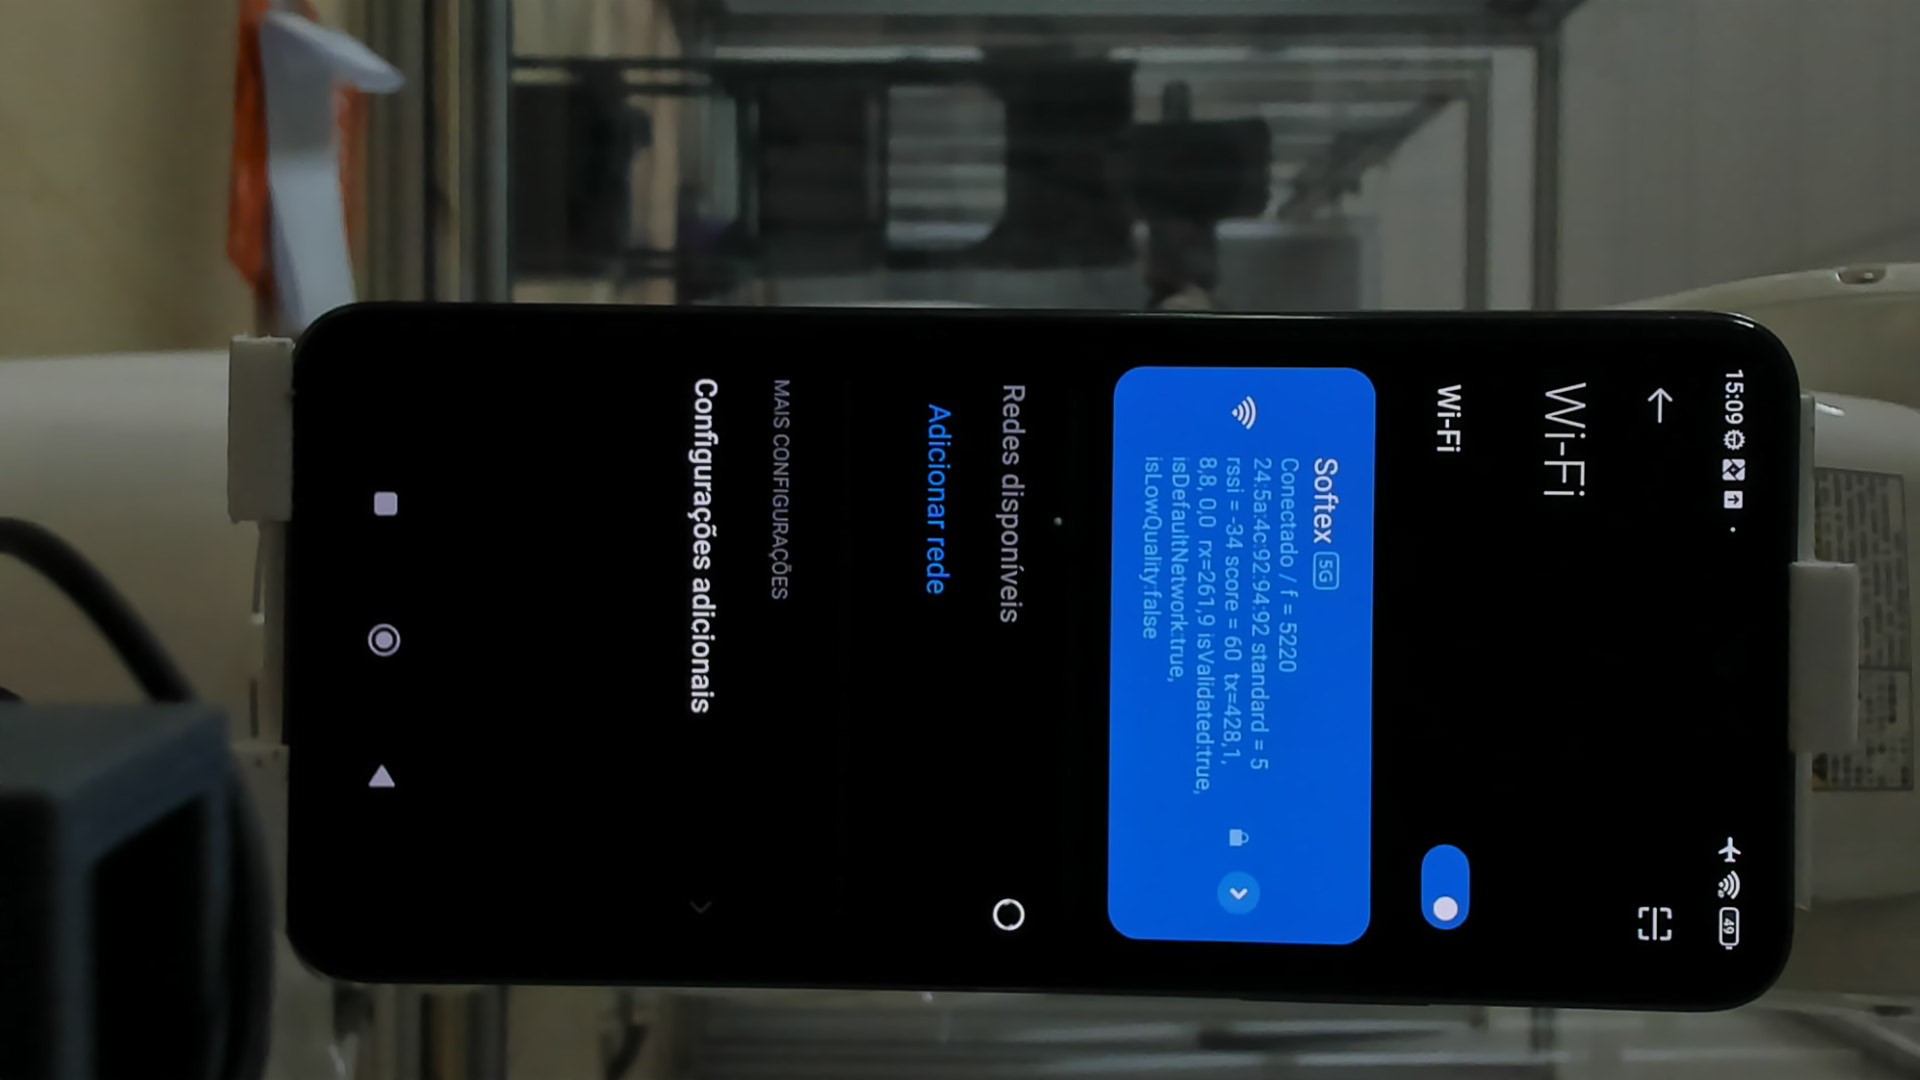 15:09
49
Wi-Fi
Wi-Fi
Softex 5G
Conectado / f = 5220
24:5a:4c:92:94:92 standard = 5
rssi = -34 score = 60 tx=428,1,
8,8, 0,0 rx=261,9 isValidated:true,
isDefaultNetwork:true,
isLowQuality:false
Redes disponíveis
Adicionar rede
MAIS CONFIGURAÇÕES
Configurações adicionais